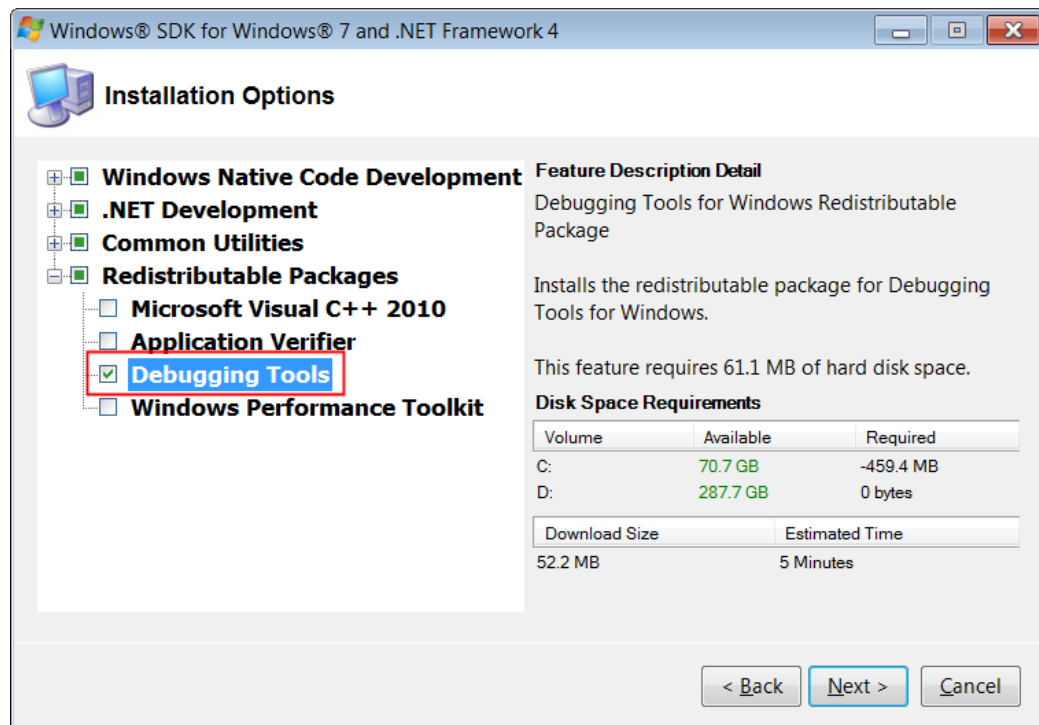 Windows® SDK for Windows® 7 and .NET Framework 4
Installation Options
Windows Native Code Development
.NET Development
Common Utilities
Redistributable Packages
Microsoft Visual C++ 2010
Application Verifier
Debugging Tools
Windows Performance Toolkit
Feature Description Detail
Debugging Tools for Windows Redistributable
Package
Installs the redistributable package for Debugging
Tools for Windows.
This feature requires 61.1 MB of hard disk space.
Disk Space Requirements
Volume Available Required
C: 70.7 GB -459.4 MB
D: 287.7 GB 0 bytes
Download Size Estimated Time
52.2 MB 5 Minutes
< Back Next > Cancel